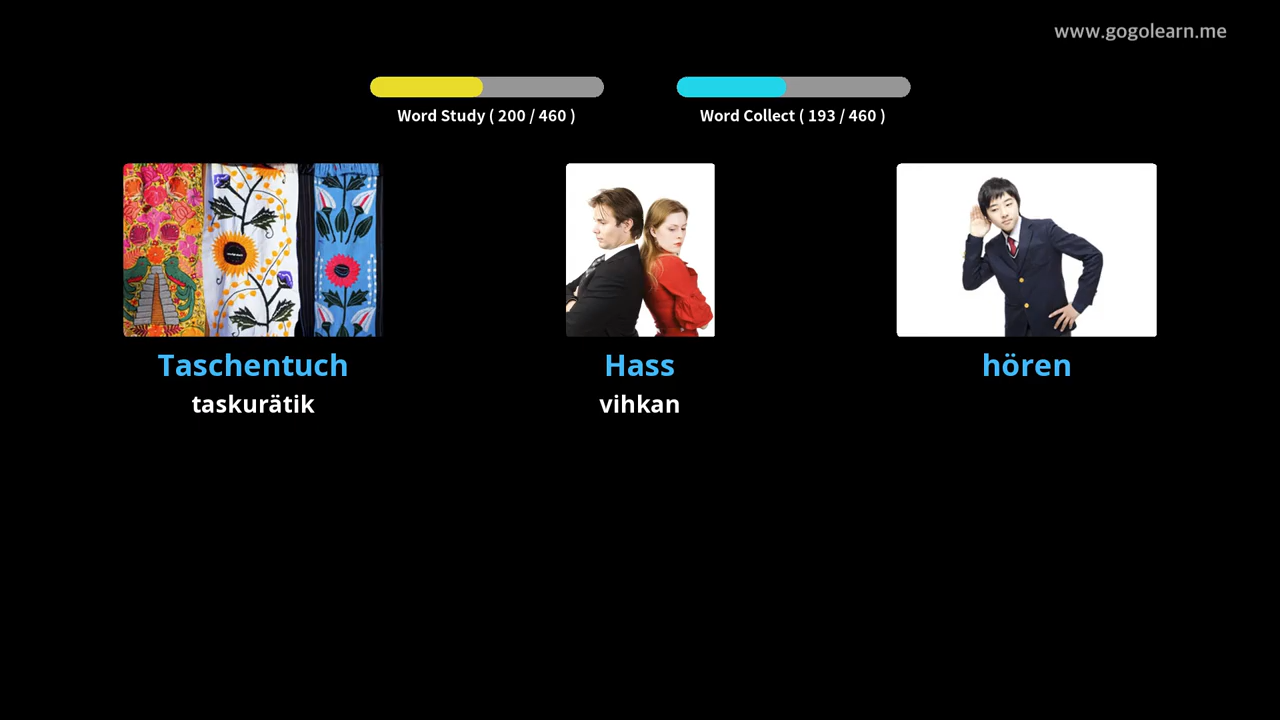 www.gogolearn.me
Word Study ( 200 / 460 )
Word Collect ( 193 / 460 )
Taschentuch
taskurätik
Hass
vihkan
hören